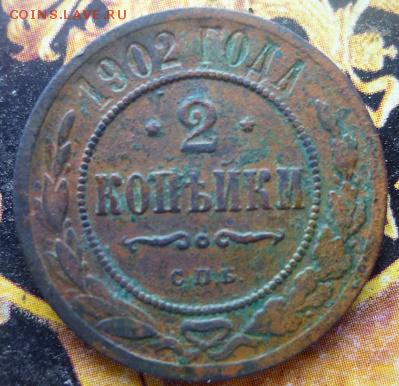 COINS.LAVE.RU
1902 ГОДА
2
КОПѢЙКИ
С.П.Б.